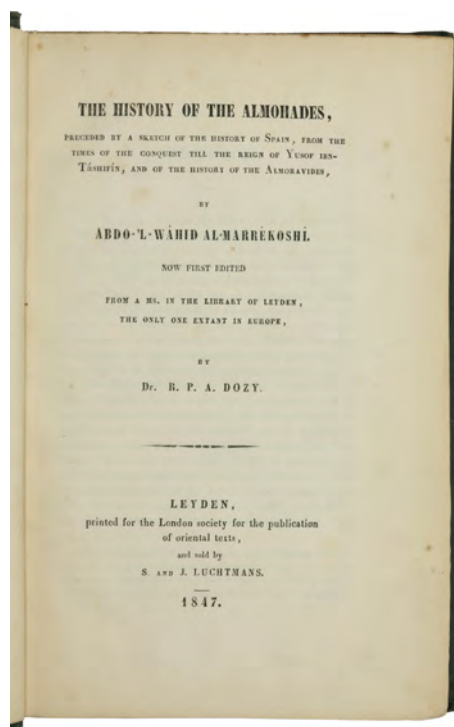 THE HISTORY OF THE ALMOHADES,
PRECEDED BY A SKETCH OF THE HISTORY OF SPAIN, FROM THE
TIMES OF THE CONQUEST TILL THE REIGN OF YUSOF IBN-
TÁSHIFÍN, AND OF THE HISTORY OF THE ALMORAVIDES,
BY
ABDO-'L-WÁHID AL-MARRÉKOSHÍ.
NOW FIRST EDITED
FROM A MS. IN THE LIBRARY OF LEYDEN,
THE ONLY ONE EXTANT IN EUROPE,
BY
Dr. R. P. A. DOZY.
LEYDEN,
printed for the London society for the publication
of oriental texts,
and sold by
S. AND J. LUCHTMANS.
1847.